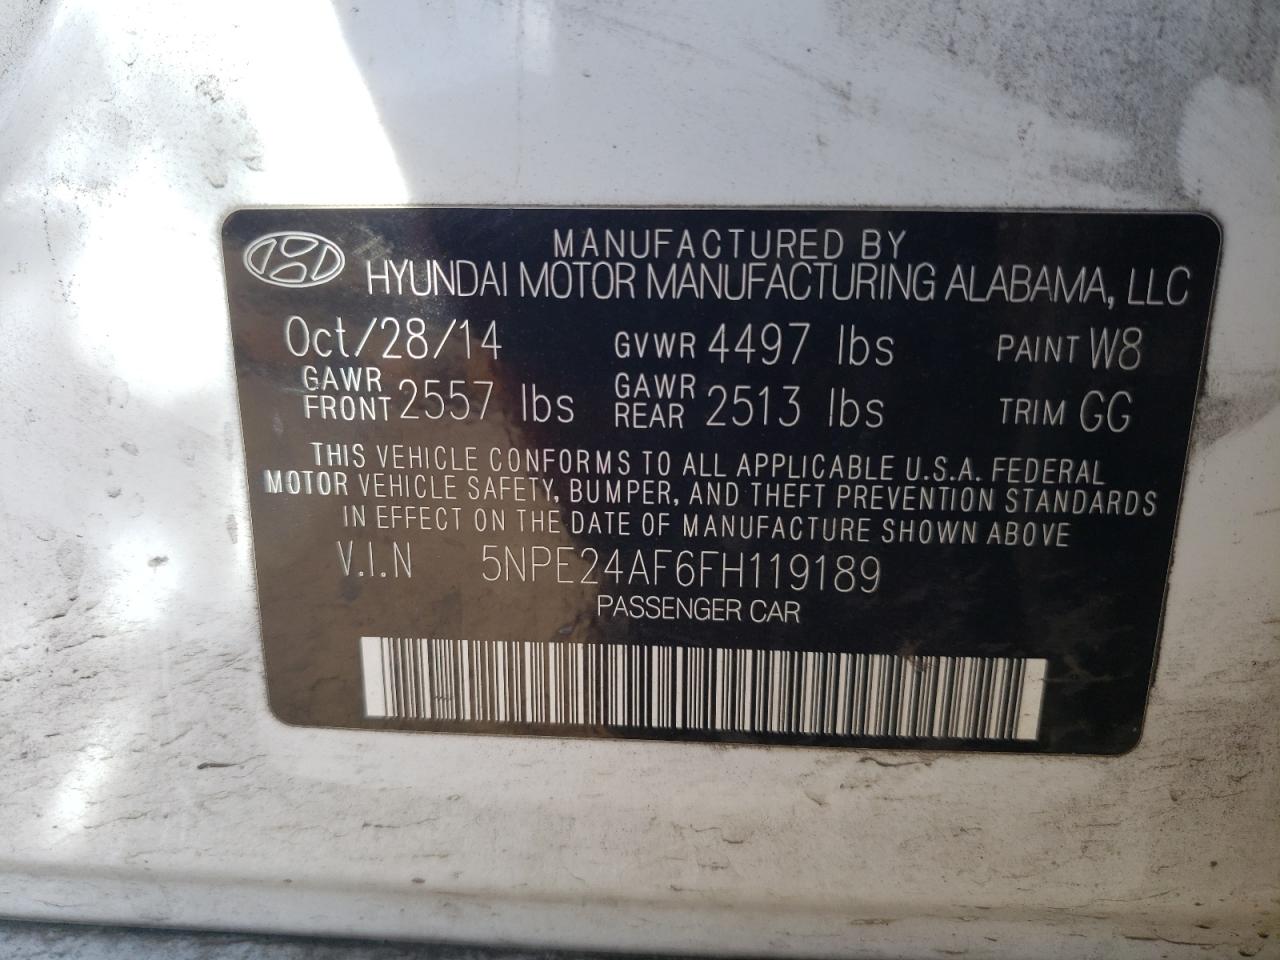 MANUFACTURED BY
HYUNDAI MOTOR MANUFACTURING ALABAMA, LLC
Oct/28/14 GVWR 4497 lbs PAINT W8
GAWR FRONT 2557 lbs GAWR REAR 2513 lbs TRIM GG
THIS VEHICLE CONFORMS TO ALL APPLICABLE U.S.A. FEDERAL
MOTOR VEHICLE SAFETY, BUMPER, AND THEFT PREVENTION STANDARDS
IN EFFECT ON THE DATE OF MANUFACTURE SHOWN ABOVE
V.I.N 5NPE24AF6FH119189
PASSENGER CAR